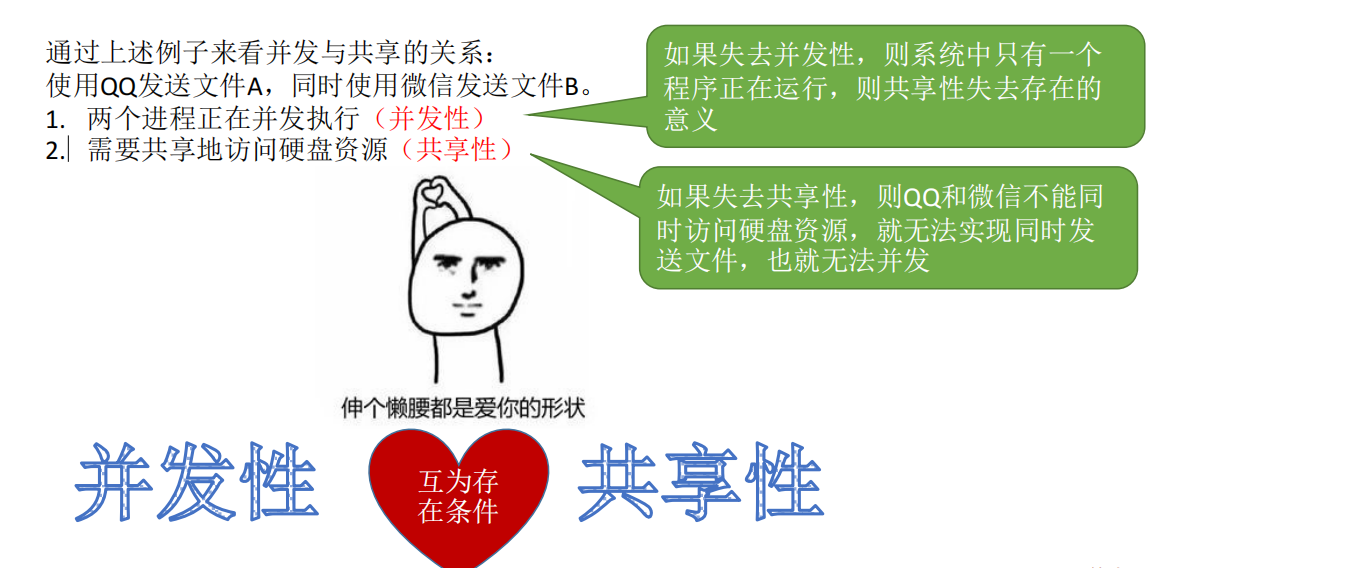 通过上述例子来看并发与共享的关系：
使用QQ发送文件A，同时使用微信发送文件B。
1. 两个进程正在并发执行（并发性）
2. 需要共享地访问硬盘资源（共享性）
如果失去并发性，则系统中只有一个
程序正在运行，则共享性失去存在的
意义
如果失去共享性，则QQ和微信不能同
时访问硬盘资源，就无法实现同时发
送文件，也就无法并发
伸个懒腰都是爱你的形状
并发性
互为存
在条件
共享性